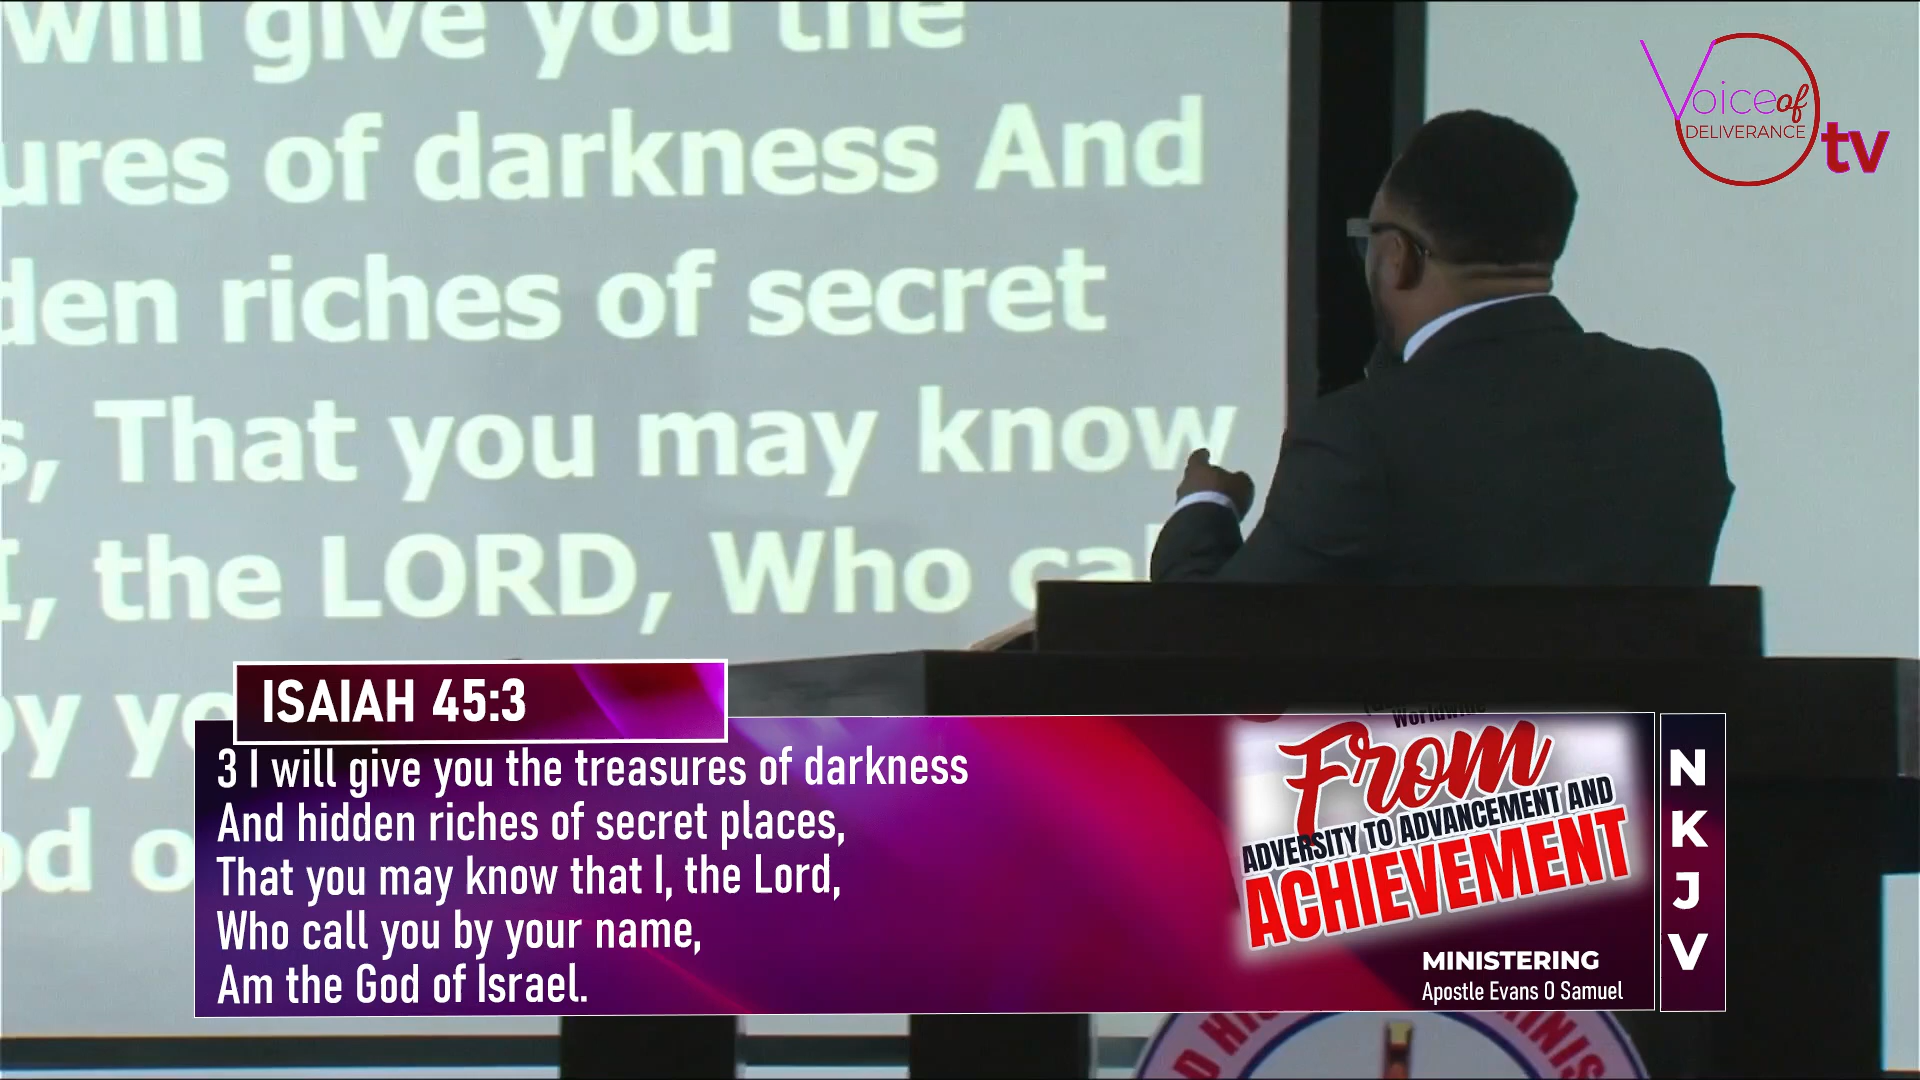 will give you the
ures of darkness And
den riches of secret
s, That you may know
I, the LORD, Who
by
od o
Voice of
DELIVERANCE
tv
ISAIAH 45:3
3 I will give you the treasures of darkness
And hidden riches of secret places,
That you may know that I, the Lord,
Who call you by your name,
Am the God of Israel.
Worldwide
From
ADVERSITY TO ADVANCEMENT AND
ACHIEVEMENT
MINISTERING
Apostle Evans O Samuel
NKJV